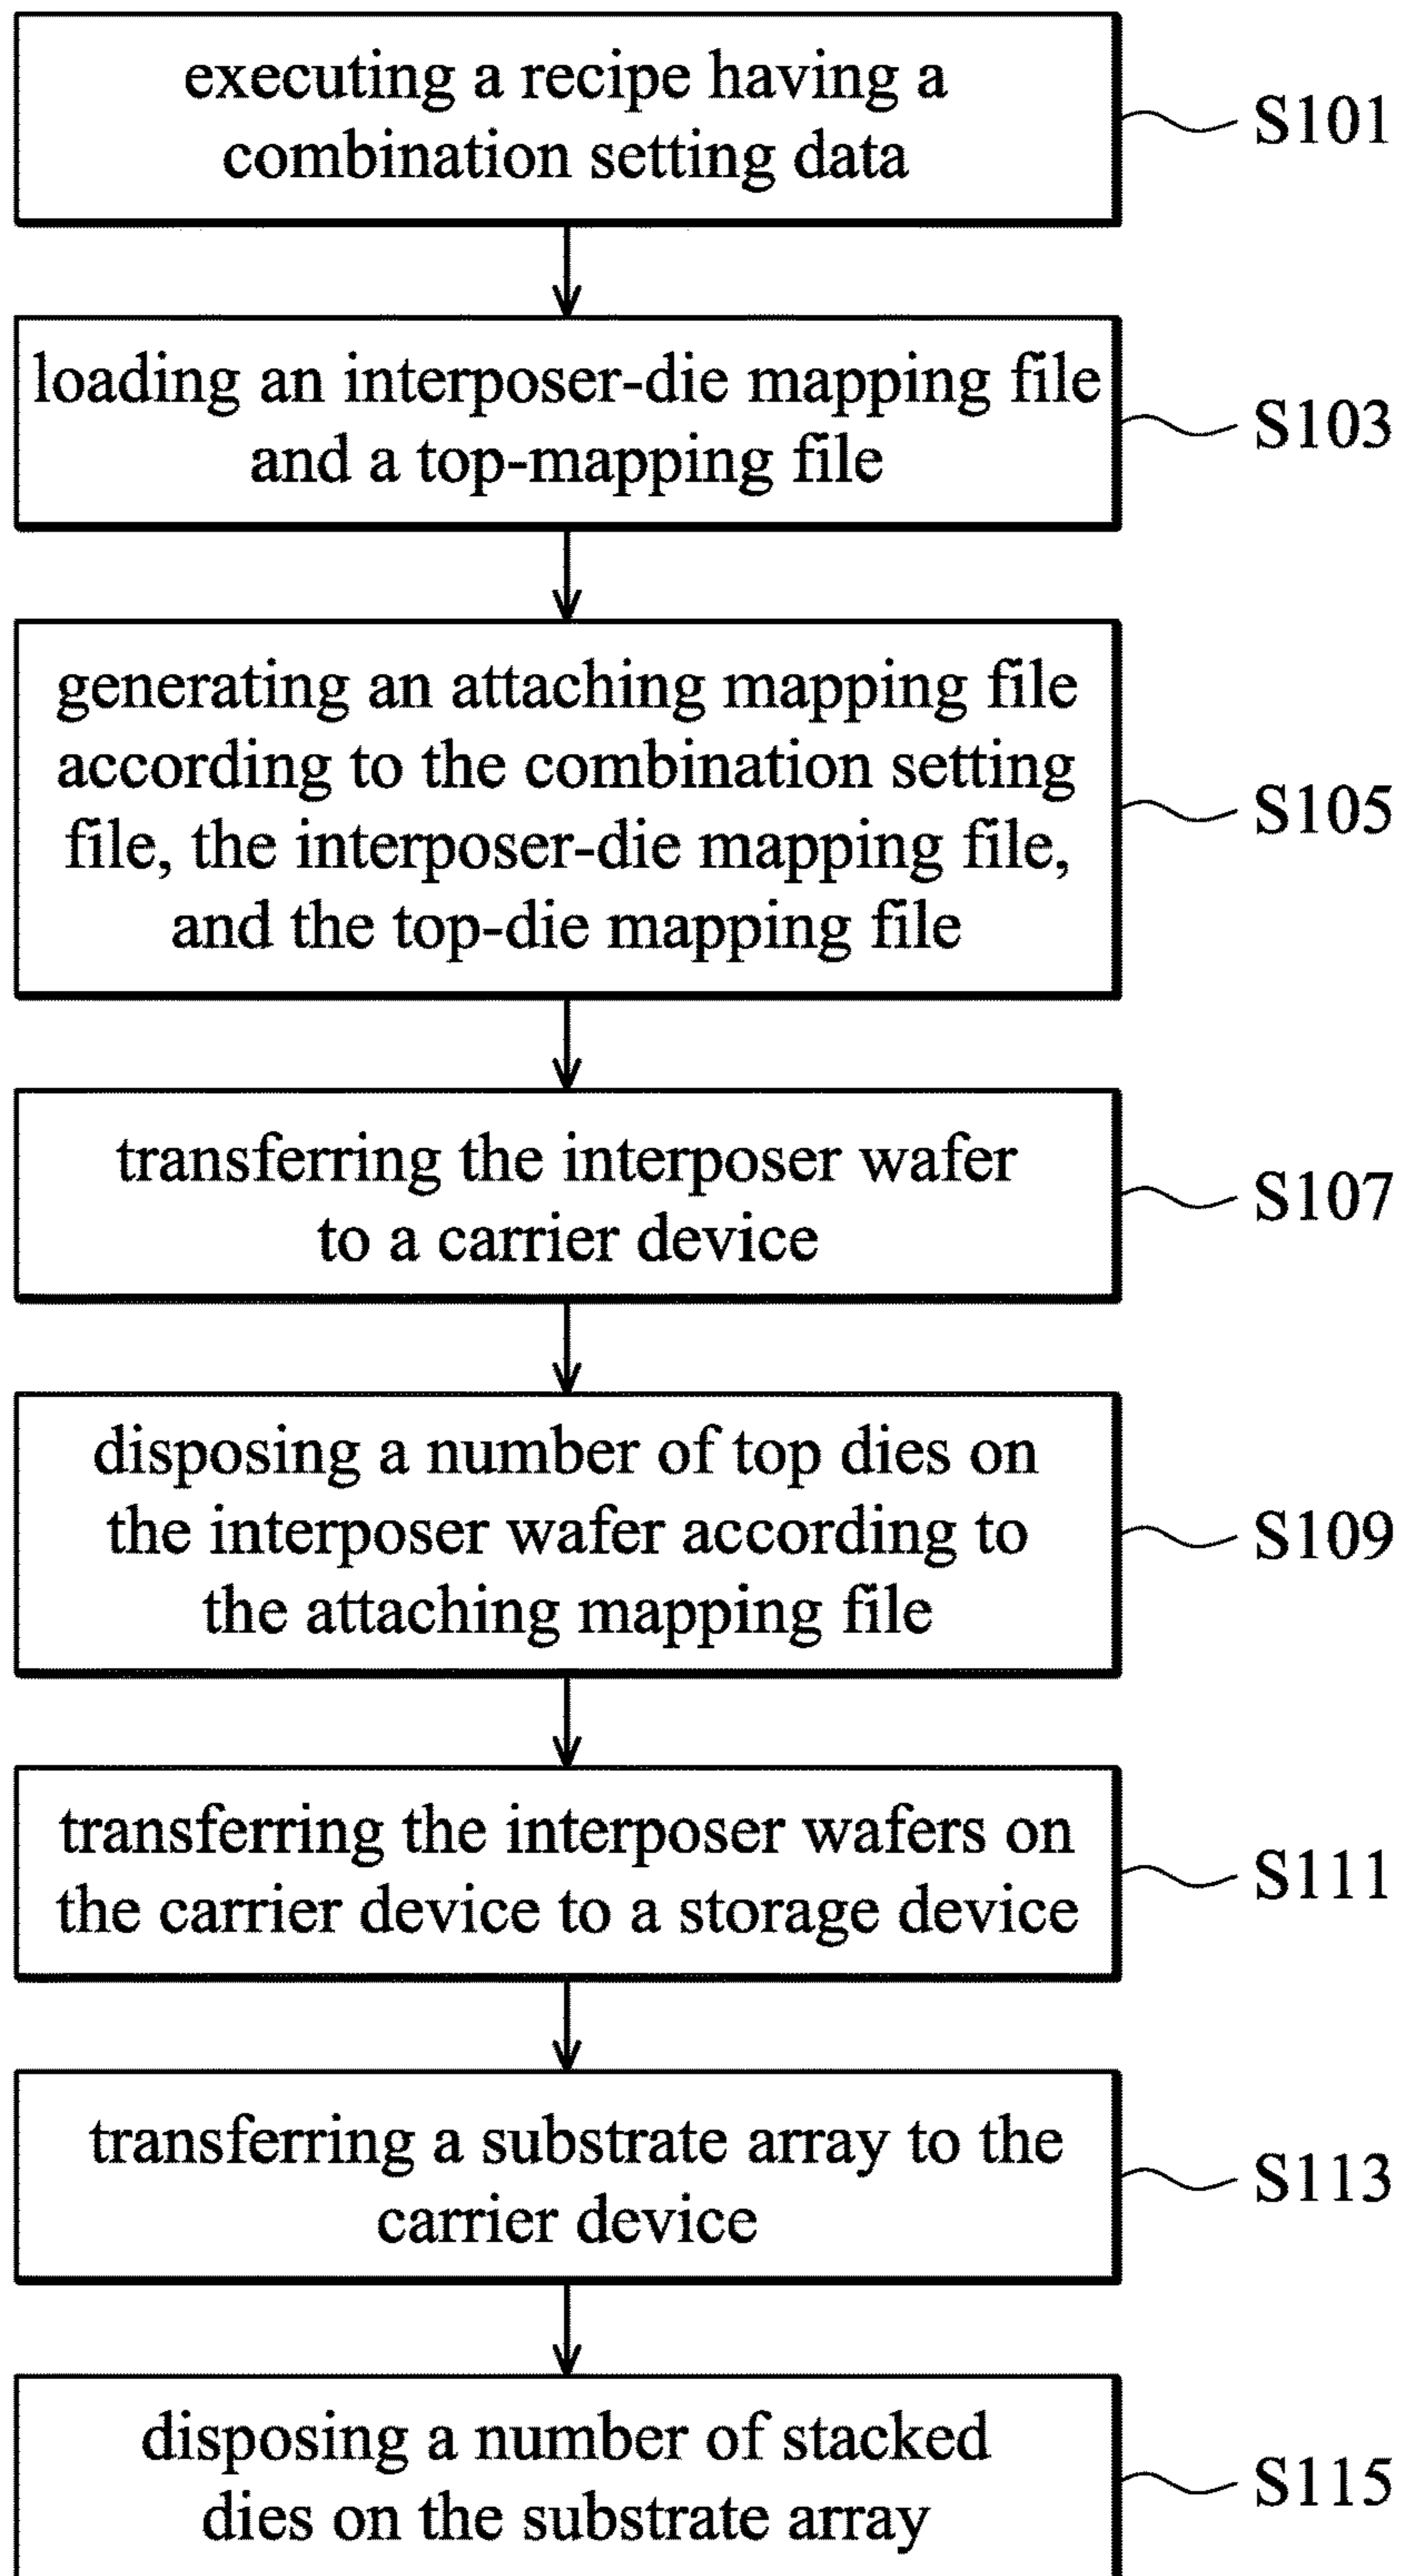 executing a recipe having a
combination setting data
S101
loading an interposer-die mapping file
and a top-mapping file
S103
generating an attaching mapping file
according to the combination setting
file, the interposer-die mapping file,
and the top-die mapping file
S105
transferring the interposer wafer
to a carrier device
S107
disposing a number of top dies on
the interposer wafer according to
the attaching mapping file
S109
transferring the interposer wafers on
the carrier device to a storage device
S111
transferring a substrate array to the
carrier device
S113
disposing a number of stacked
dies on the substrate array
S115